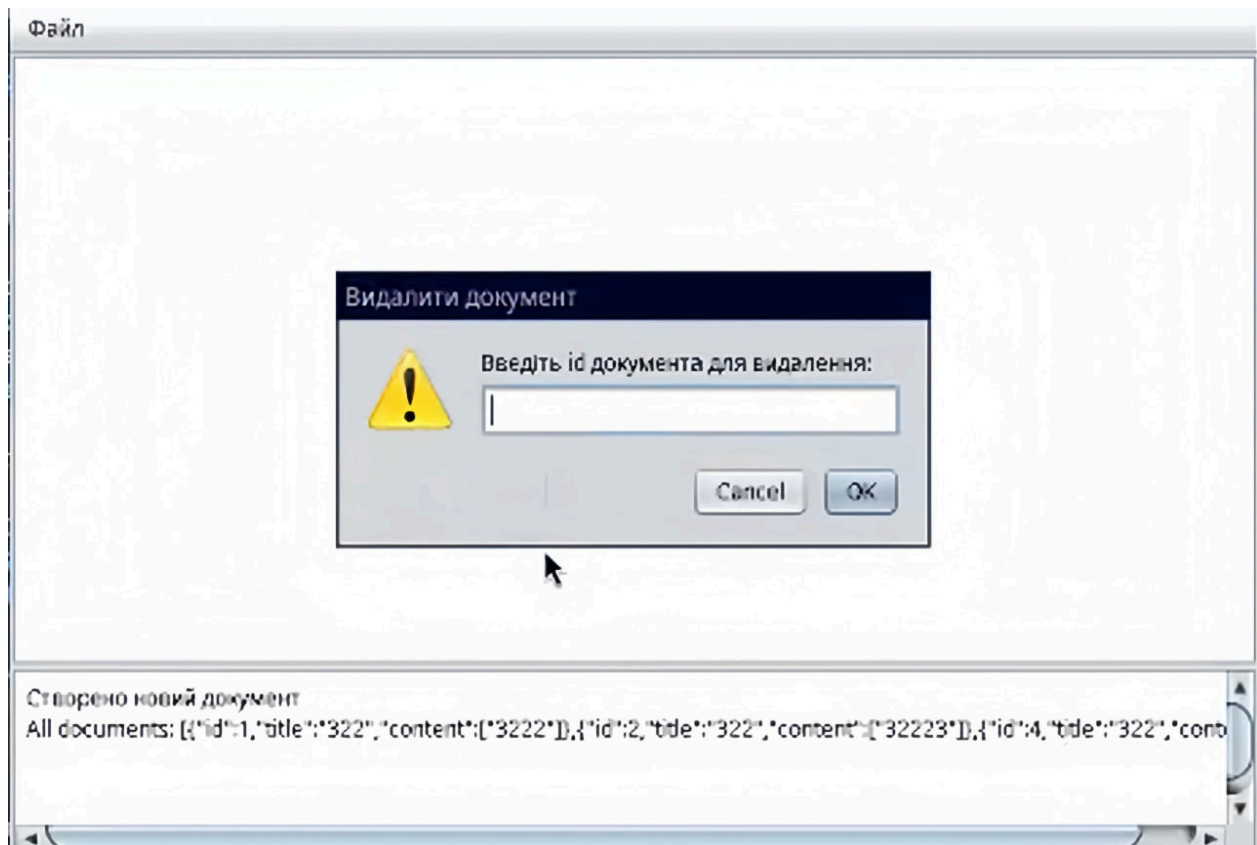 Файл
Видалити документ
Введіть id документа для видалення:
Cancel OK
Створено новий документ
All documents: [{"id":1,"title":"322","content":["3222"]},{"id":2,"title":"322","content":["32223"]},{"id":4,"title":"322","cont